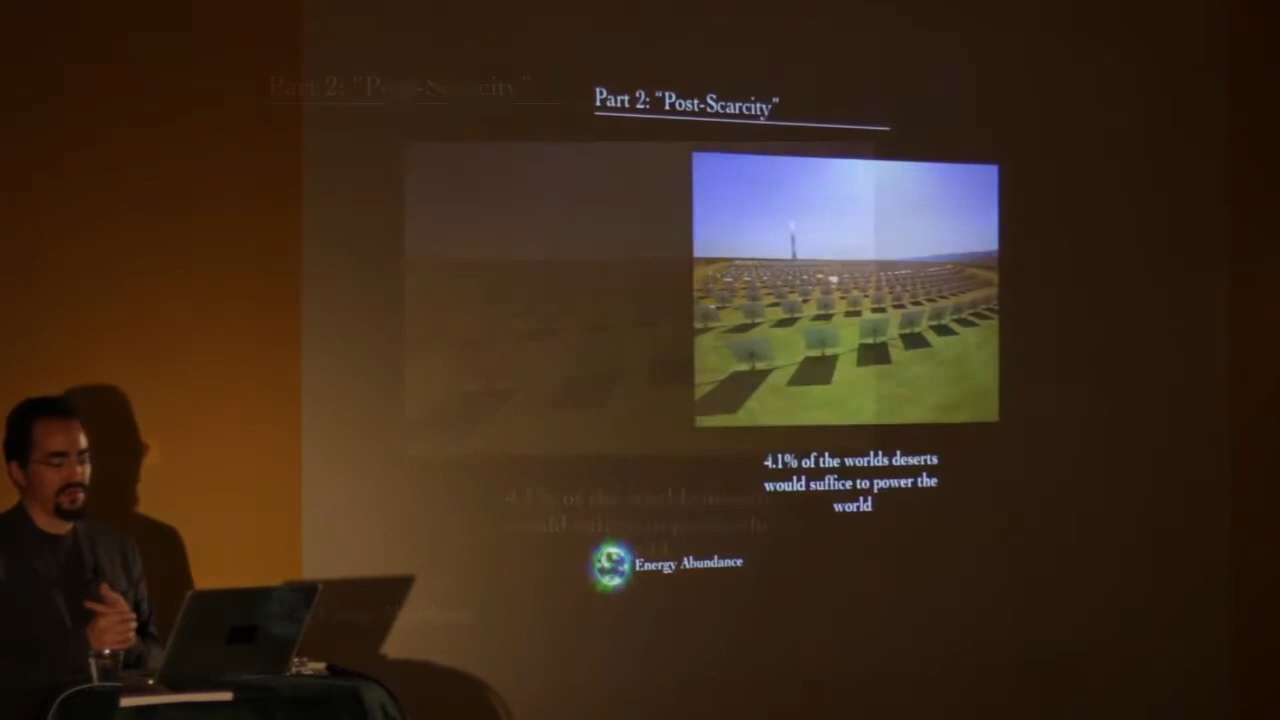 Part 2: “Post-Scarcity”
4.1% of the worlds deserts
would suffice to power the
world
Energy Abundance